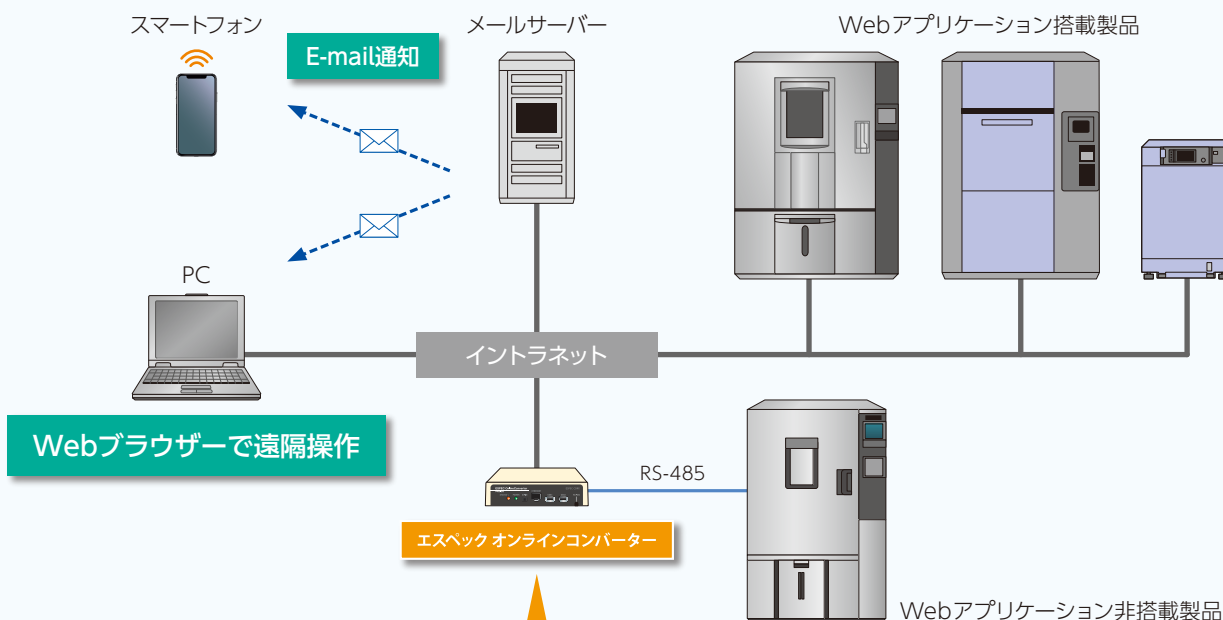 スマートフォン
E-mail通知
メールサーバー
Webアプリケーション搭載製品
PC
イントラネット
Webブラウザーで遠隔操作
RS-485
エスペック オンラインコンバーター
Webアプリケーション非搭載製品